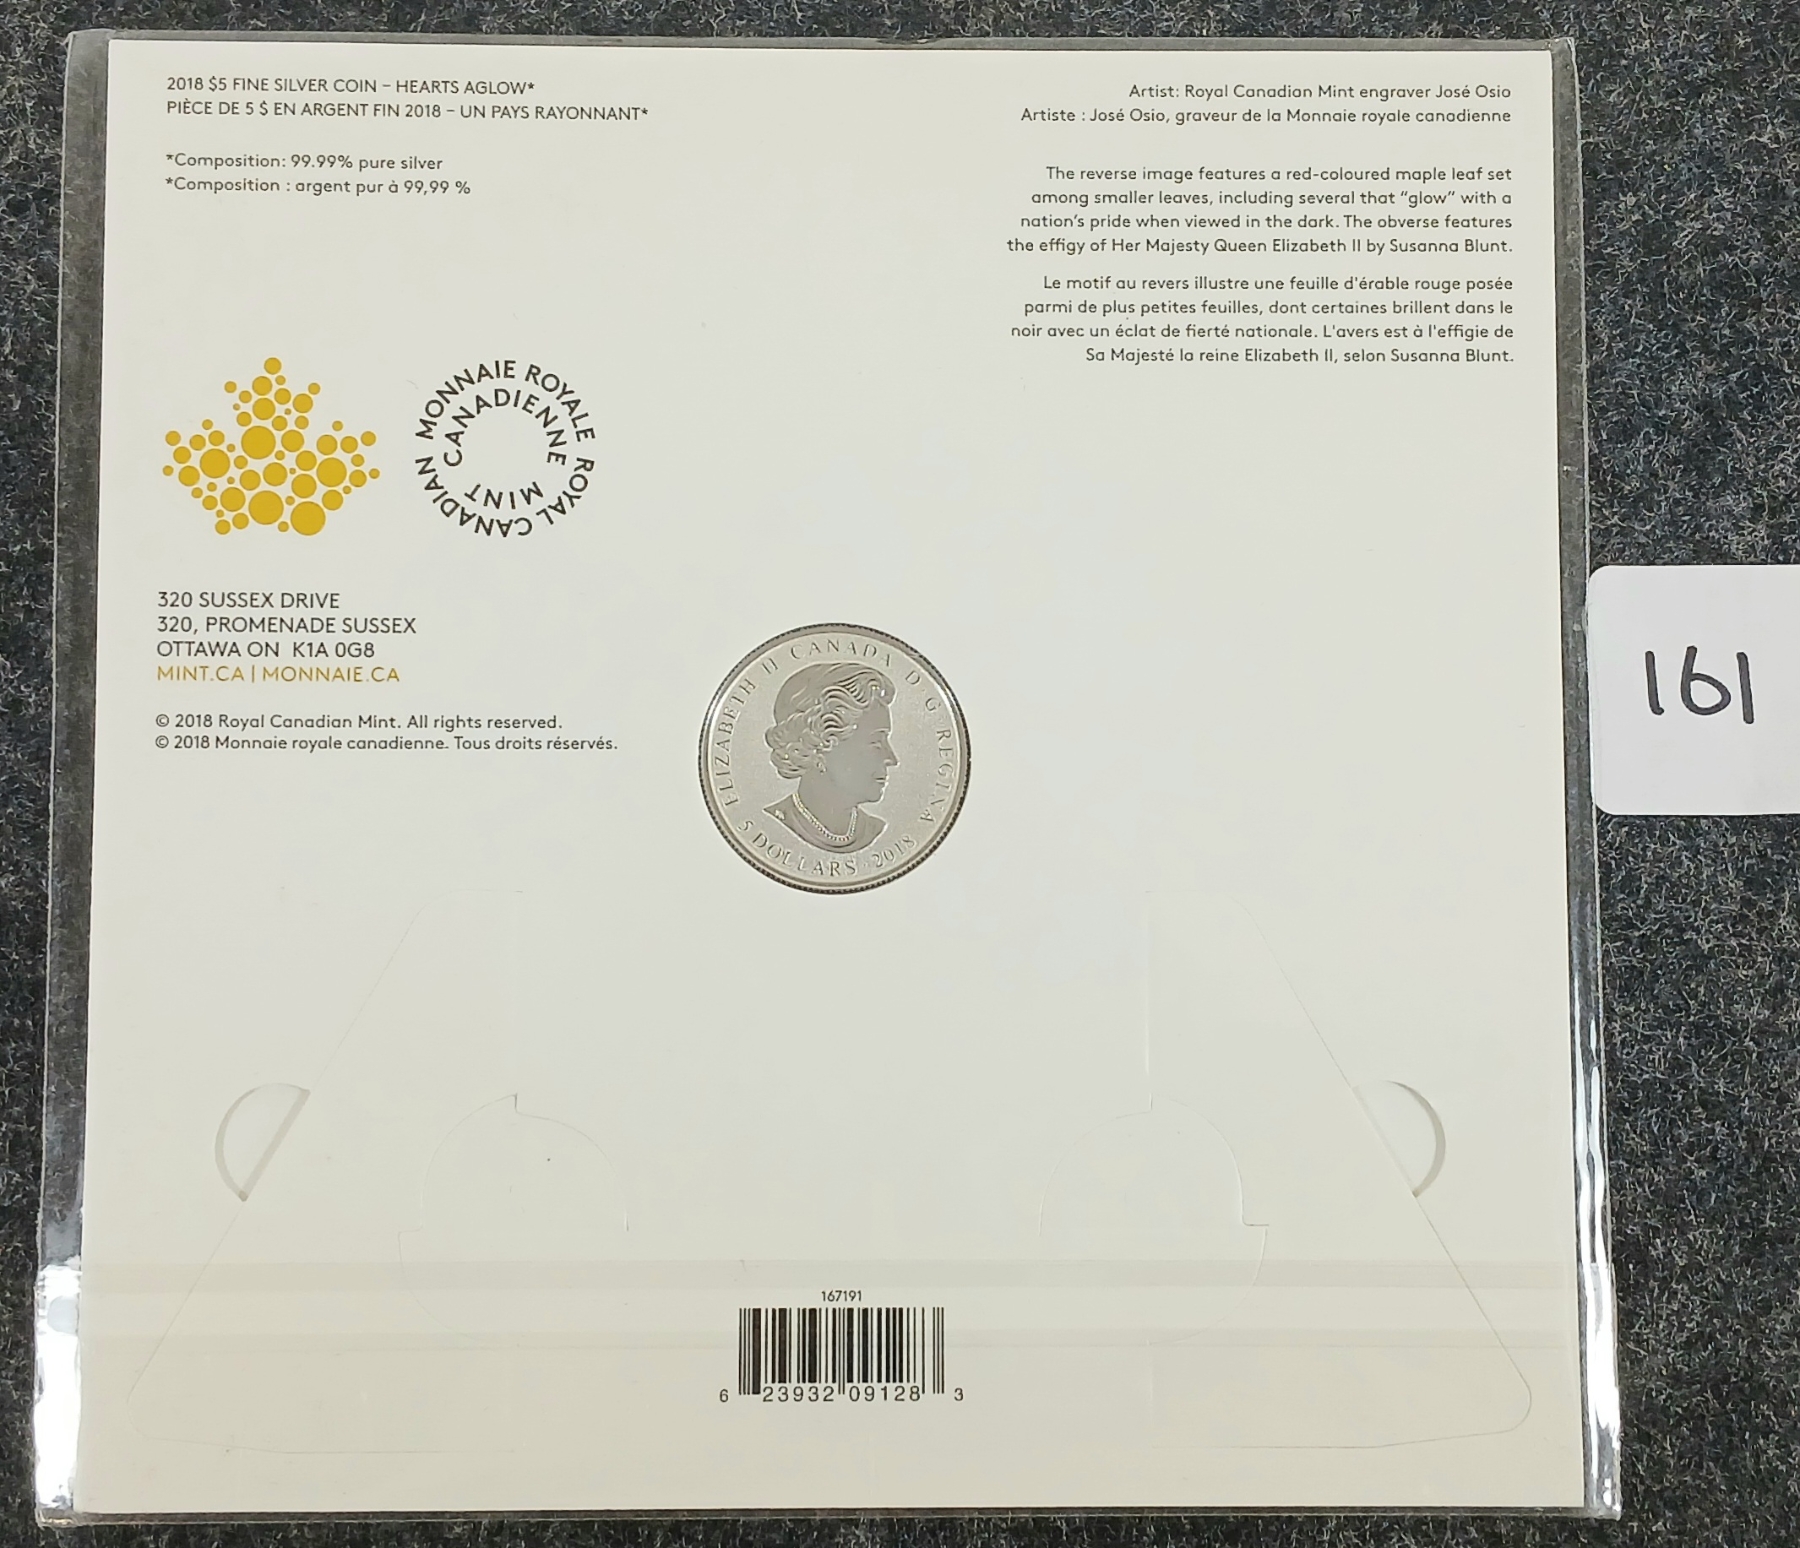 2018 $5 FINE SILVER COIN – HEARTS AGLOW*
PIÈCE DE 5 $ EN ARGENT FIN 2018 – UN PAYS RAYONNANT*
*Composition: 99.99% pure silver
*Composition : argent pur à 99,99 %
Artist: Royal Canadian Mint engraver José Osio
Artiste : José Osio, graveur de la Monnaie royale canadienne
The reverse image features a red-coloured maple leaf set
among smaller leaves, including several that “glow” with a
nation’s pride when viewed in the dark. The obverse features
the effigy of Her Majesty Queen Elizabeth II by Susanna Blunt.
Le motif au revers illustre une feuille d'érable rouge posée
parmi de plus petites feuilles, dont certaines brillent dans le
noir avec un éclat de fierté nationale. L'avers est à l'effigie de
Sa Majesté la reine Elizabeth II, selon Susanna Blunt.
MONNAIE ROYALE
CANADIENNE
ROYAL CANADIAN
MINT
320 SUSSEX DRIVE
320, PROMENADE SUSSEX
OTTAWA ON K1A 0G8
MINT.CA | MONNAIE.CA
© 2018 Royal Canadian Mint. All rights reserved.
© 2018 Monnaie royale canadienne. Tous droits réservés.
161
ELIZABETH II CANADA D·G·REGINA
5 DOLLARS·2018
167191
6 23932 09128 3